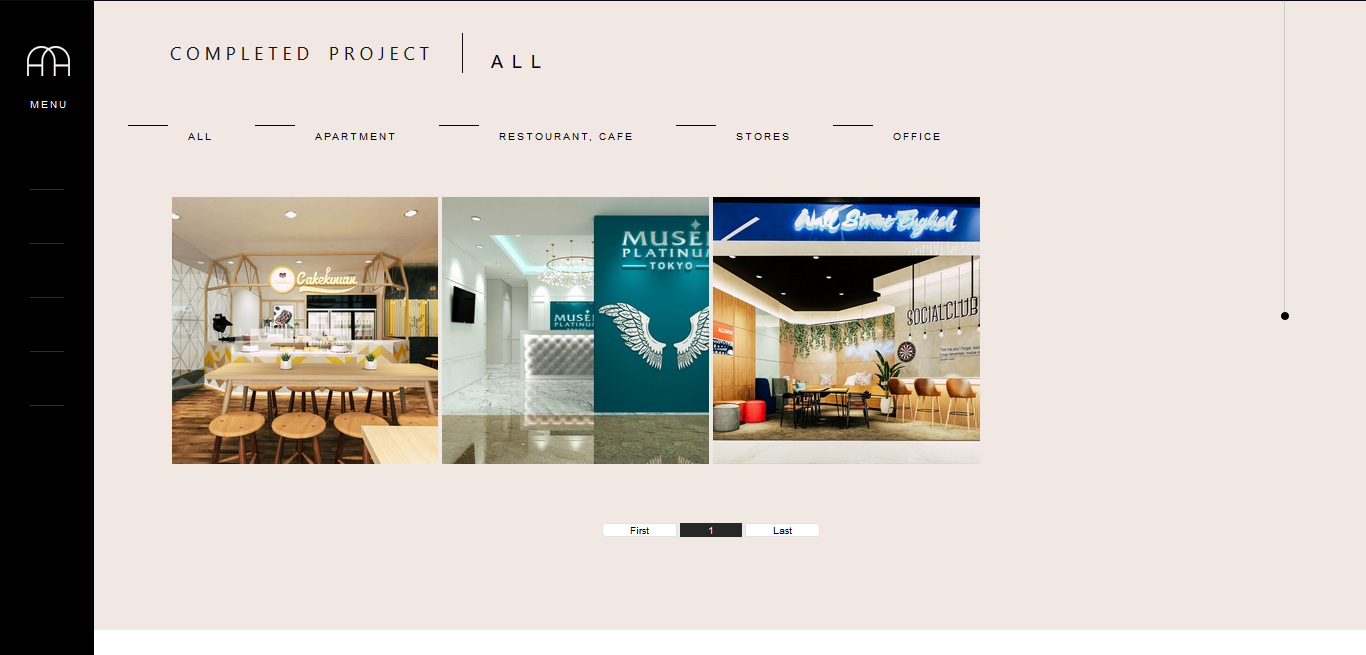 MENU
COMPLETED PROJECT
ALL
ALL
APARTMENT
RESTOURANT, CAFE
STORES
OFFICE
Cakekinian
MUSEE
PLATINUM
TOKYO
MUSEE
PLATINUM
Wall Street English
SOCIALCLUB
First
1
Last